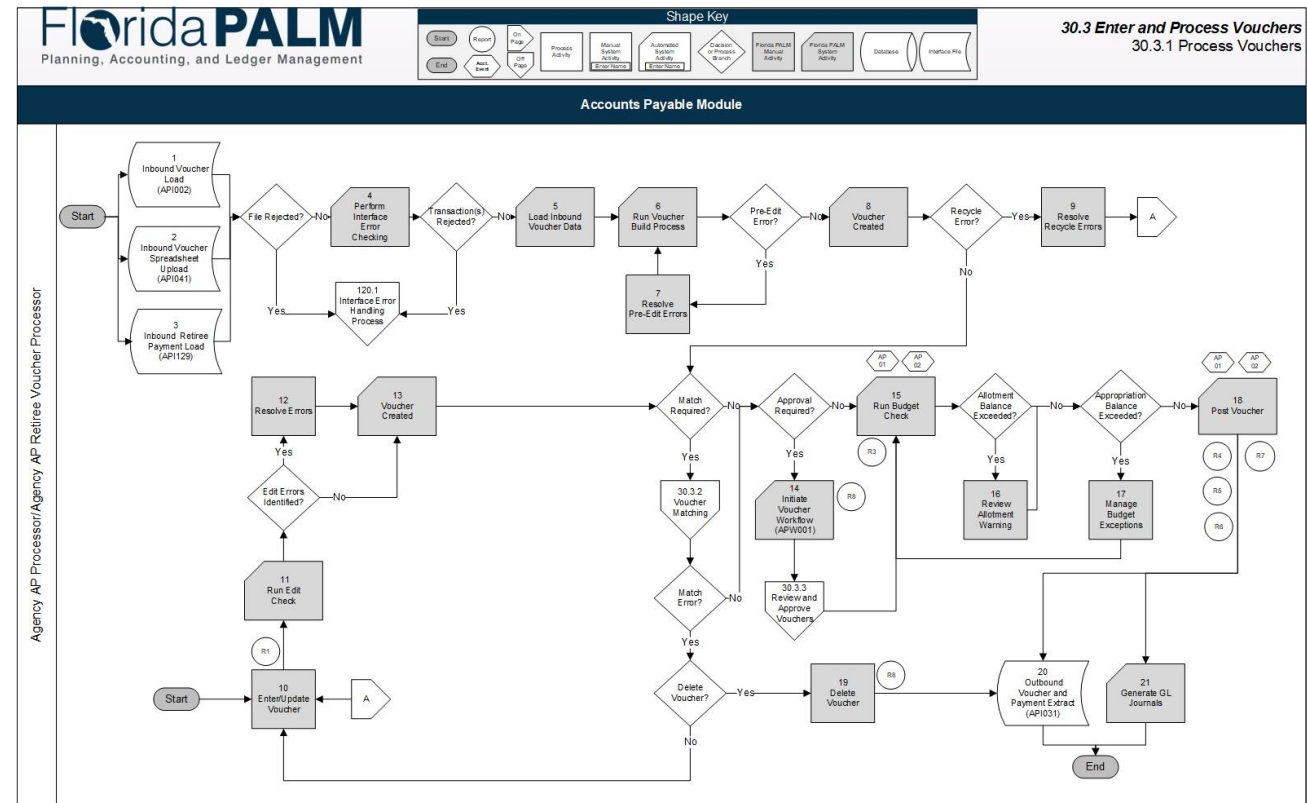 Florida PALM
Planning, Accounting, and Ledger Management
Shape Key
Start
End
Report
Acct.
Event
On
Page
Off
Page
Process
Activity
Manual
System
Activity
Enter Name
Automated
System
Activity
Enter Name
Decision
or Process
Branch
Florida PALM
Manual
Activity
Florida PALM
System
Activity
Database
Interface File
30.3 Enter and Process Vouchers
30.3.1 Process Vouchers
Accounts Payable Module
Agency AP Processor/Agency AP Retiree Voucher Processor
Start
1
Inbound Voucher
Load
(API002)
2
Inbound Voucher
Spreadsheet
Upload
(API041)
3
Inbound Retiree
Payment Load
(API129)
File Rejected?
No
Yes
4
Perform
Interface
Error
Checking
Transaction(s)
Rejected?
No
Yes
120.1
Interface Error
Handling
Process
5
Load Inbound
Voucher Data
6
Run Voucher
Build Process
Pre-Edit
Error?
No
Yes
7
Resolve
Pre-Edit Errors
8
Voucher
Created
Recycle
Error?
Yes
No
9
Resolve
Recycle Errors
A
12
Resolve Errors
13
Voucher
Created
Yes
Edit Errors
Identified?
No
11
Run Edit
Check
R1
Start
10
Enter/Update
Voucher
A
Match
Required?
No
Yes
30.3.2
Voucher
Matching
Match
Error?
No
Yes
Delete
Voucher?
Yes
No
Approval
Required?
No
Yes
14
Initiate
Voucher
Workflow
(APW001)
R8
30.3.3
Review and
Approve
Vouchers
AP
01
AP
02
15
Run Budget
Check
R3
Allotment
Balance
Exceeded?
No
Yes
16
Review
Allotment
Warning
Appropriation
Balance
Exceeded?
No
Yes
17
Manage
Budget
Exceptions
AP
01
AP
02
18
Post Voucher
R4
R7
R5
R6
19
Delete
Voucher
R8
20
Outbound
Voucher and
Payment Extract
(API031)
21
Generate GL
Journals
End